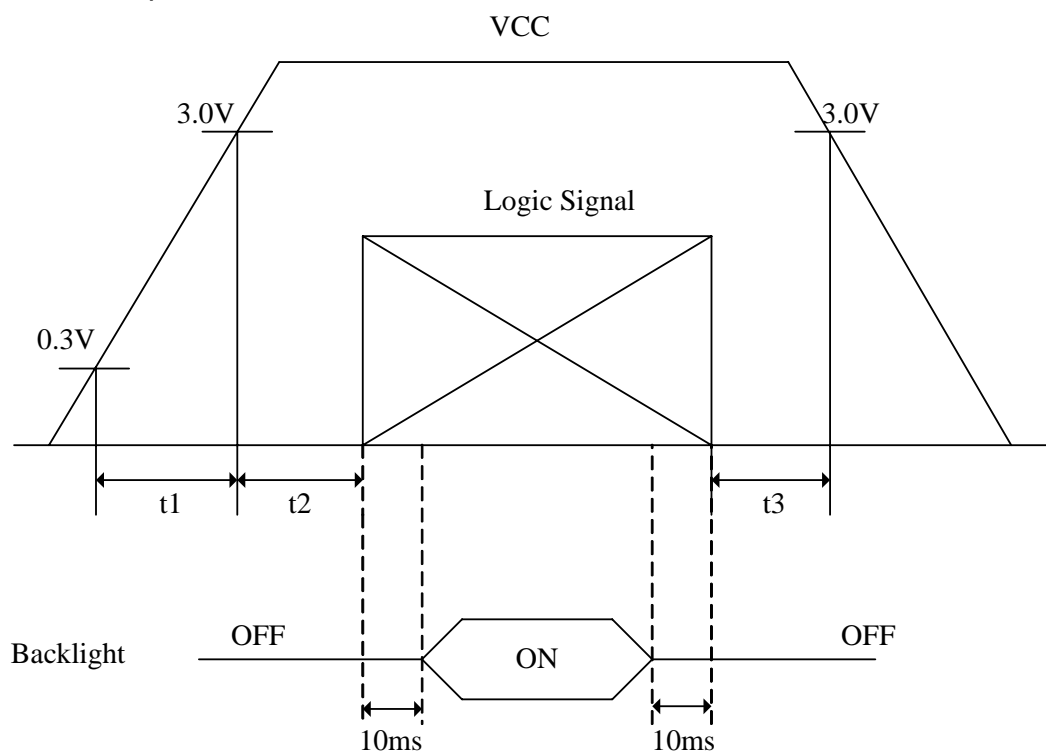 VCC
3.0V
3.0V
Logic Signal
0.3V
t1
t2
t3
OFF
OFF
Backlight
ON
10ms
10ms